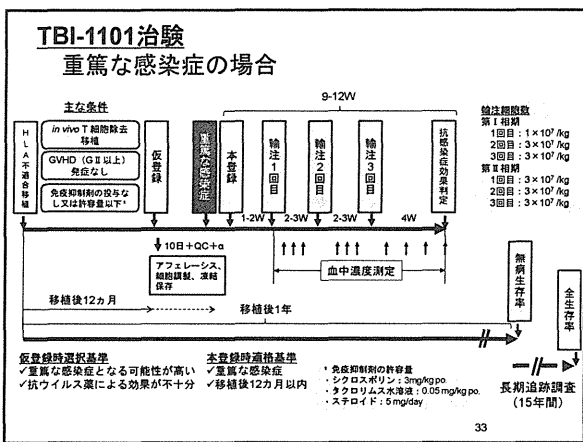 TBI-1101治験
重篤な感染症の場合
9-12W
主な条件
HLA不適合移植
in vivo T 細胞除去
移植
GVHD（GⅡ以上）
発症なし
免疫抑制剤の投与な
し又は許容量以下¹
仮登録
重篤な感染症
本登録
輸注1回目
輸注2回目
輸注3回目
抗感染症効果判定
輸注細胞数
第Ⅰ相期
1回目：1×10⁷ /kg
2回目：3×10⁷ /kg
3回目：3×10⁷ /kg
第Ⅱ相期
1回目：3×10⁷ /kg
2回目：3×10⁷ /kg
3回目：3×10⁷ /kg
1-2W
2-3W
2-3W
4W
10日+QC+α
アフェレーシス、
細胞調製、凍結
保存
血中濃度測定
移植後12ヵ月
移植後1年
無病生存率
全生存率
仮登録時選択基準
✓重篤な感染症となる可能性が高い
✓抗ウイルス薬による効果が不十分
本登録時適格基準
✓重篤な感染症
✓移植後12カ月以内
¹ 免疫抑制剤の許容量
・シクロスポリン：3mg/kg po.
・タクロリムス水溶液：0.05 mg/kg po.
・ステロイド：5 mg/day
長期追跡調査
（15年間）
33